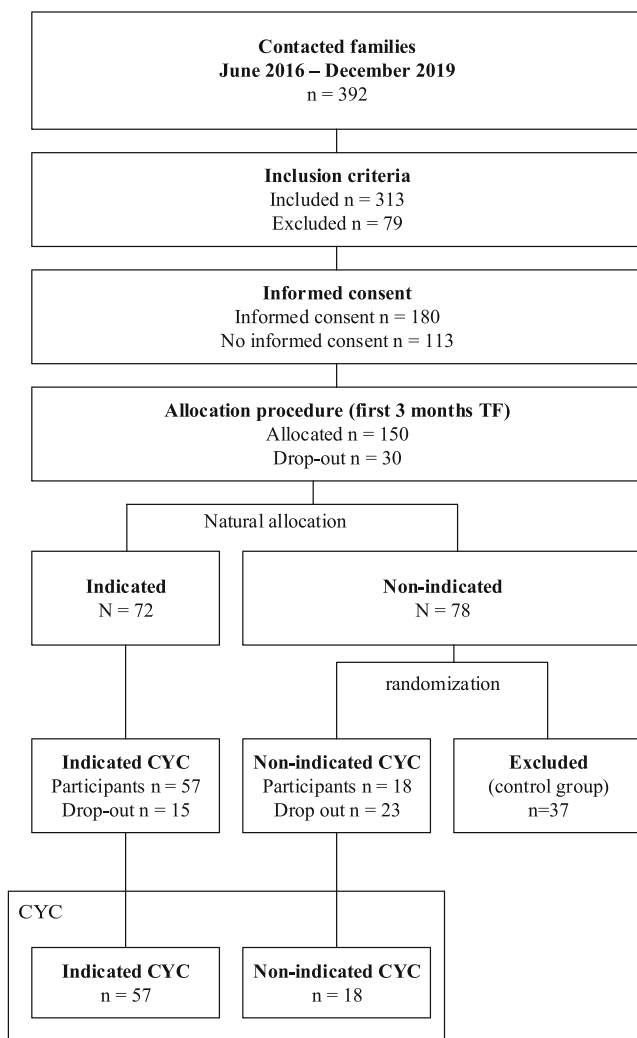 Contacted families
June 2016 – December 2019
n = 392
Inclusion criteria
Included n = 313
Excluded n = 79
Informed consent
Informed consent n = 180
No informed consent n = 113
Allocation procedure (first 3 months TF)
Allocated n = 150
Drop-out n = 30
Natural allocation
Indicated
N = 72
Non-indicated
N = 78
randomization
Indicated CYC
Participants n = 57
Drop-out n = 15
Non-indicated CYC
Participants n = 18
Drop out n = 23
Excluded
(control group)
n=37
CYC
Indicated CYC
n = 57
Non-indicated CYC
n = 18